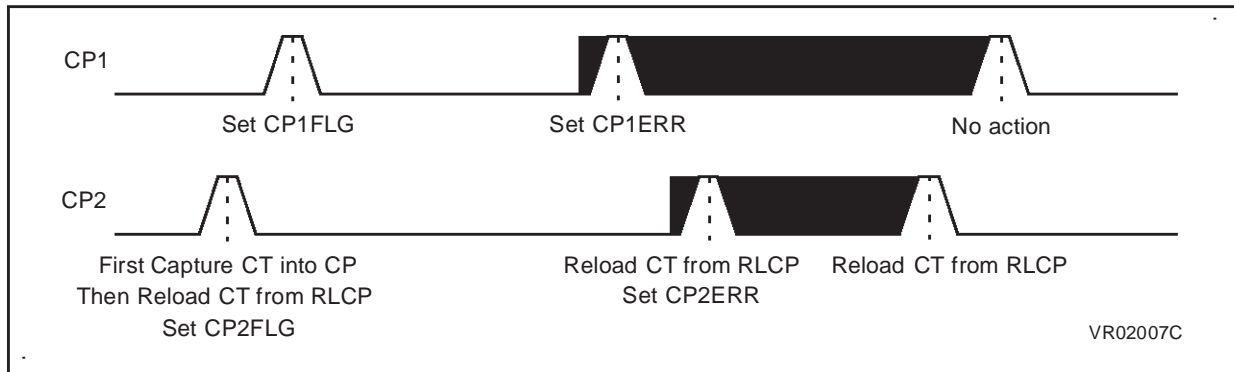 CP1
Set CP1FLG
Set CP1ERR
No action
CP2
First Capture CT into CP
Then Reload CT from RLCP
Set CP2FLG
Reload CT from RLCP
Set CP2ERR
Reload CT from RLCP
VR02007C